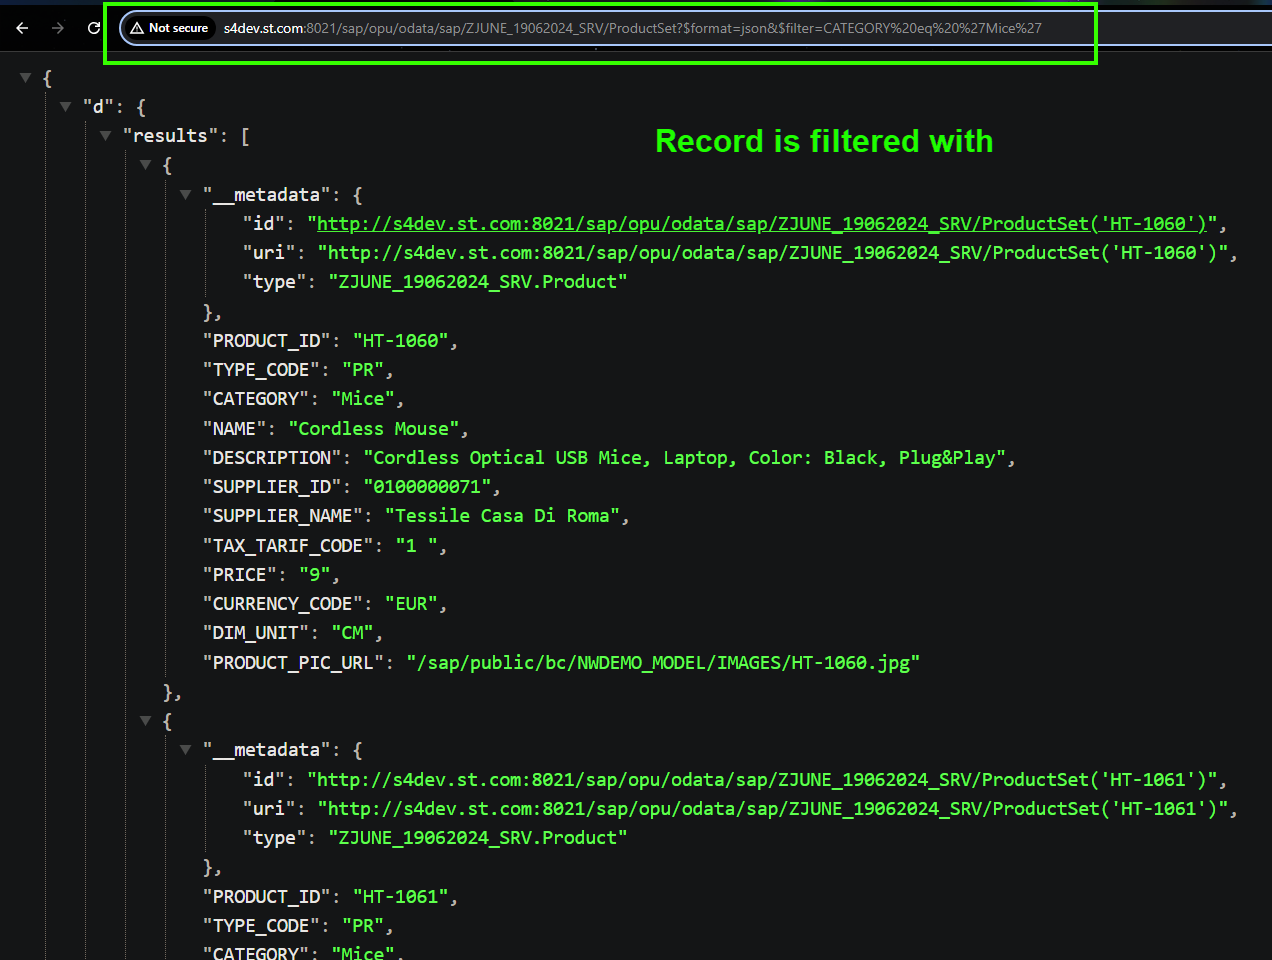 Not secure s4dev.st.com:8021/sap/opu/odata/sap/ZJUNE_19062024_SRV/ProductSet?$format=json&$filter=CATEGORY%20eq%20%27Mice%27
{
"d": {
"results": [
Record is filtered with
{
"__metadata": {
"id": "http://s4dev.st.com:8021/sap/opu/odata/sap/ZJUNE_19062024_SRV/ProductSet('HT-1060')",
"uri": "http://s4dev.st.com:8021/sap/opu/odata/sap/ZJUNE_19062024_SRV/ProductSet('HT-1060')",
"type": "ZJUNE_19062024_SRV.Product"
},
"PRODUCT_ID": "HT-1060",
"TYPE_CODE": "PR",
"CATEGORY": "Mice",
"NAME": "Cordless Mouse",
"DESCRIPTION": "Cordless Optical USB Mice, Laptop, Color: Black, Plug&Play",
"SUPPLIER_ID": "0100000071",
"SUPPLIER_NAME": "Tessile Casa Di Roma",
"TAX_TARIF_CODE": "1 ",
"PRICE": "9",
"CURRENCY_CODE": "EUR",
"DIM_UNIT": "CM",
"PRODUCT_PIC_URL": "/sap/public/bc/NWDEMO_MODEL/IMAGES/HT-1060.jpg"
},
{
"__metadata": {
"id": "http://s4dev.st.com:8021/sap/opu/odata/sap/ZJUNE_19062024_SRV/ProductSet('HT-1061')",
"uri": "http://s4dev.st.com:8021/sap/opu/odata/sap/ZJUNE_19062024_SRV/ProductSet('HT-1061')",
"type": "ZJUNE_19062024_SRV.Product"
},
"PRODUCT_ID": "HT-1061",
"TYPE_CODE": "PR",
"CATEGORY": "Mice",